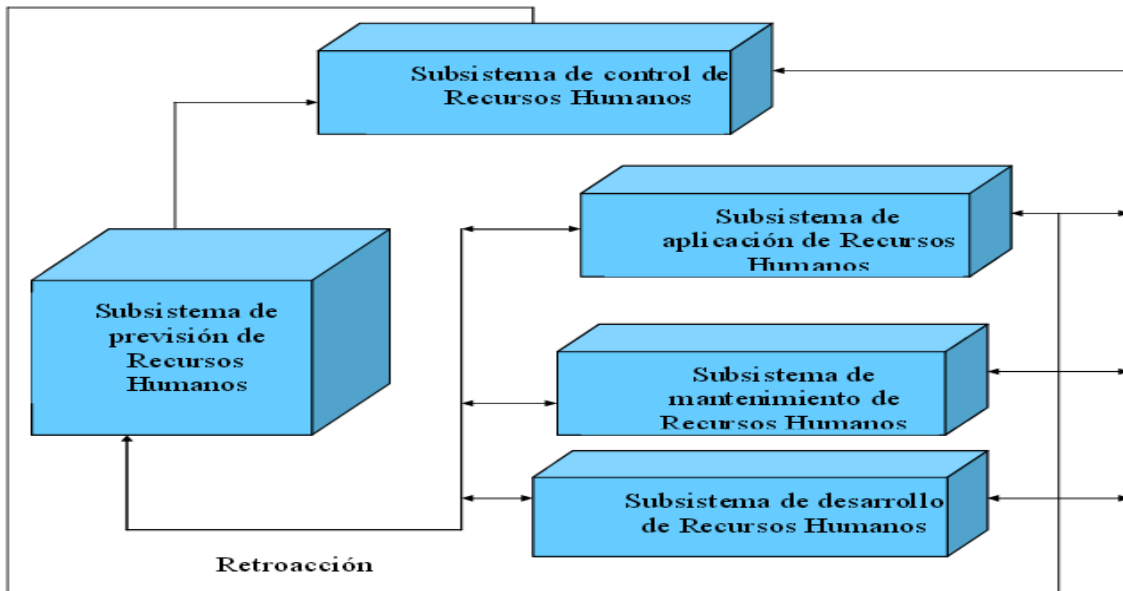 Subsistema de control de
Recursos Humanos
Subsistema de
aplicación de Recursos
Humanos
Subsistema de
previsión de
Recursos
Humanos
Subsistema de
mantenimiento de
Recursos Humanos
Subsistema de desarrollo
de Recursos Humanos
Retroacción